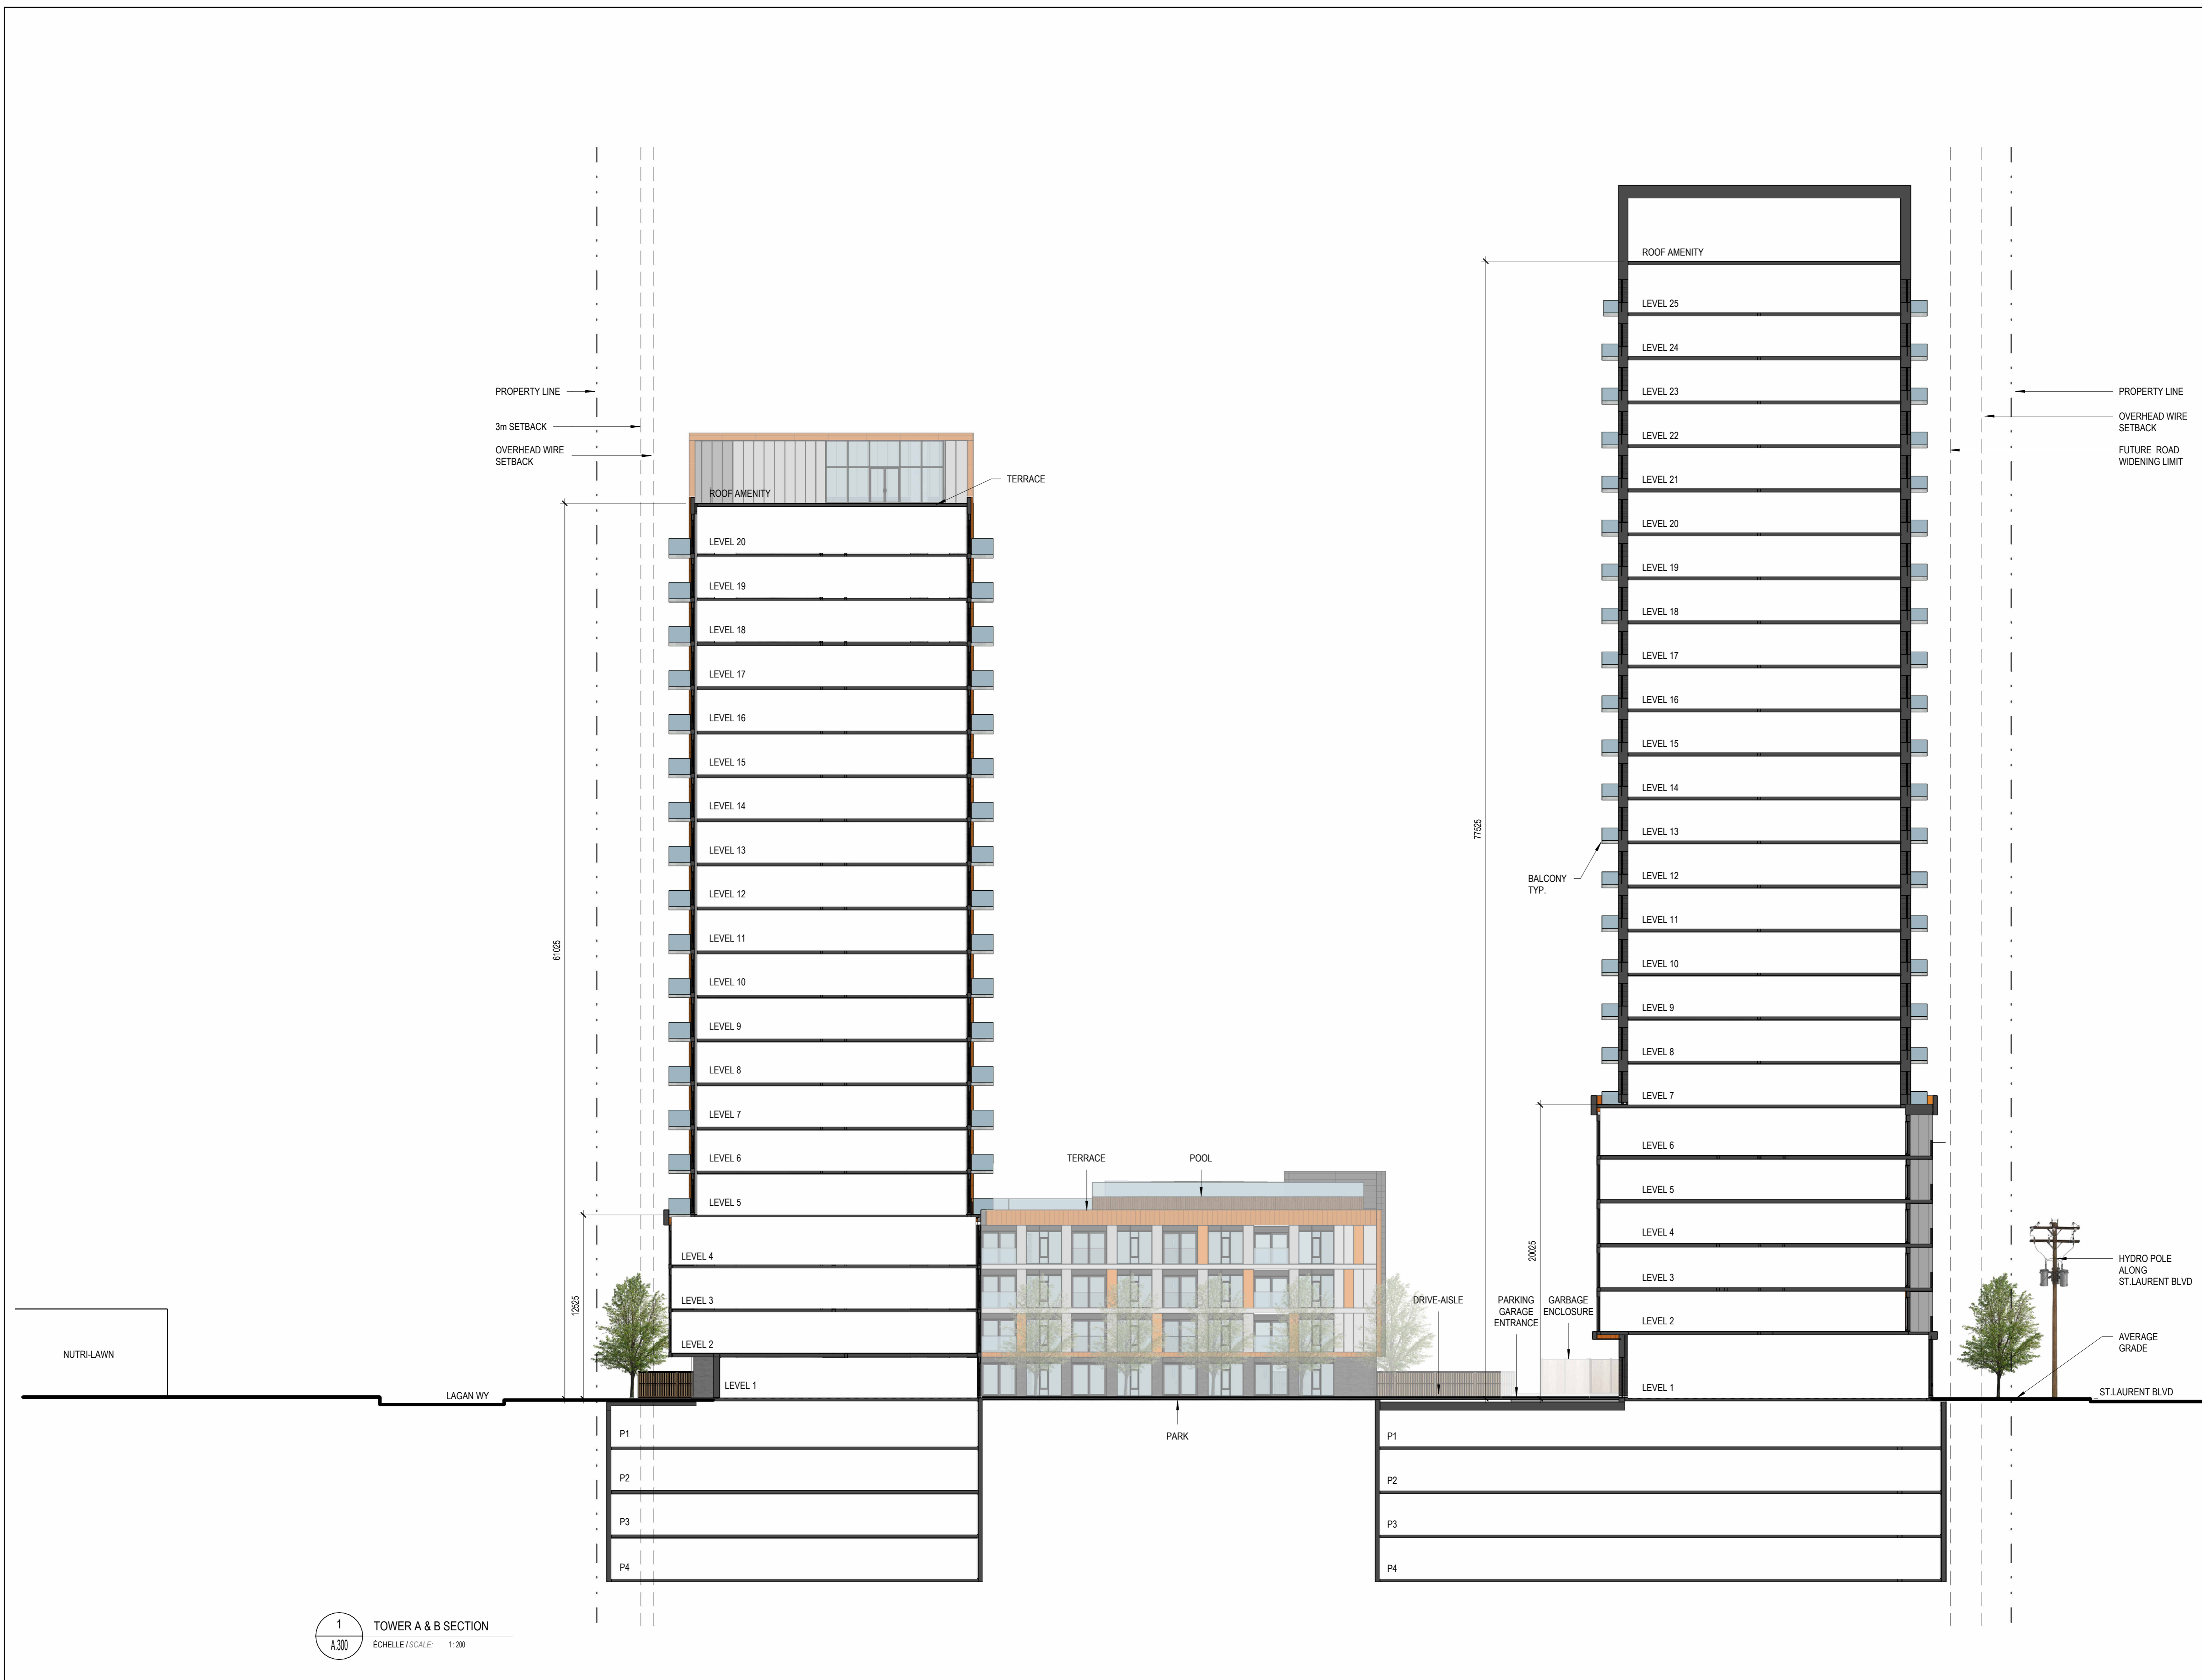 ROOF AMENITY
LEVEL 25
LEVEL 24
LEVEL 23
LEVEL 22
LEVEL 21
LEVEL 20
LEVEL 19
LEVEL 18
LEVEL 17
LEVEL 16
LEVEL 15
LEVEL 14
LEVEL 13
LEVEL 12
LEVEL 11
LEVEL 10
LEVEL 9
LEVEL 8
LEVEL 7
LEVEL 6
LEVEL 5
LEVEL 4
LEVEL 3
LEVEL 2
LEVEL 1
P1
P2
P3
P4
77525
20025
BALCONY
TYP.
PROPERTY LINE
OVERHEAD WIRE
SETBACK
FUTURE ROAD
WIDENING LIMIT
HYDRO POLE
ALONG
ST.LAURENT BLVD
AVERAGE
GRADE
ST.LAURENT BLVD
PROPERTY LINE
3m SETBACK
OVERHEAD WIRE
SETBACK
ROOF AMENITY
TERRACE
LEVEL 20
LEVEL 19
LEVEL 18
LEVEL 17
LEVEL 16
LEVEL 15
LEVEL 14
LEVEL 13
LEVEL 12
LEVEL 11
LEVEL 10
LEVEL 9
LEVEL 8
LEVEL 7
LEVEL 6
LEVEL 5
LEVEL 4
LEVEL 3
LEVEL 2
LEVEL 1
P1
P2
P3
P4
61025
12525
TERRACE
POOL
DRIVE-AISLE
PARKING
GARAGE
ENTRANCE
GARBAGE
ENCLOSURE
PARK
NUTRI-LAWN
LAGAN WY
1
A.300
TOWER A & B SECTION
ÉCHELLE / SCALE: 1 : 200